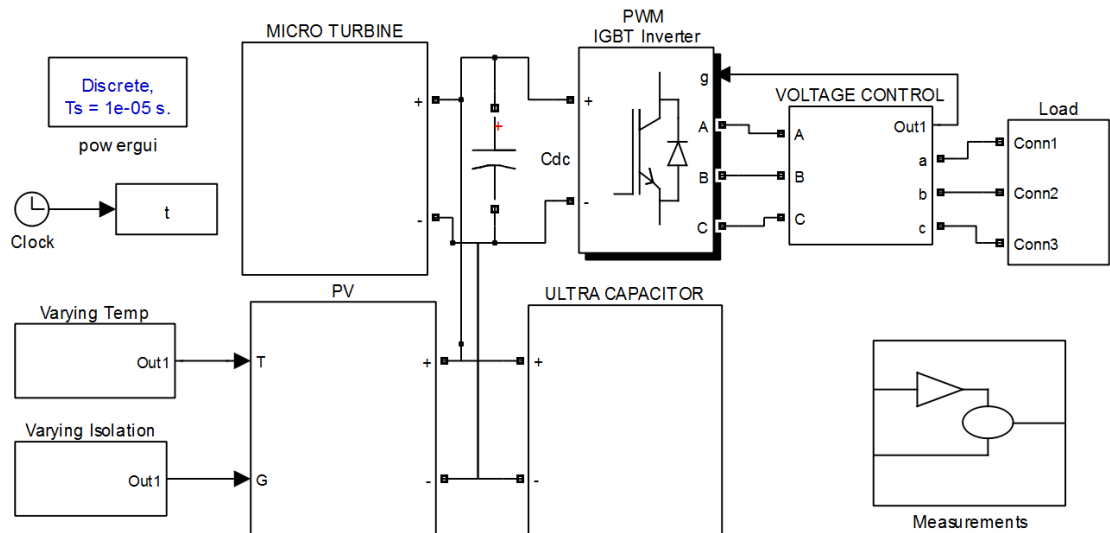 PWM
IGBT Inverter
MICRO TURBINE
Discrete,
Ts = 1e-05 s.
powergui
+
-
+
Cdc
+
-
g
A
B
C
VOLTAGE CONTROL
A
B
C
Out1
a
b
c
Load
Conn1
Conn2
Conn3
Clock
t
Varying Temp
Out1
Varying Isolation
Out1
PV
T
G
+
-
ULTRA CAPACITOR
+
-
Measurements